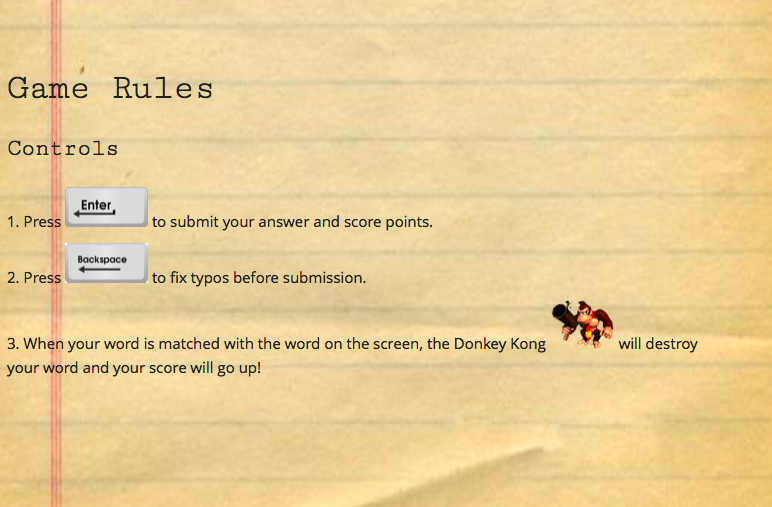 Game Rules
Controls
1. Press Enter to submit your answer and score points.
2. Press Backspace to fix typos before submission.
3. When your word is matched with the word on the screen, the Donkey Kong will destroy
your word and your score will go up!